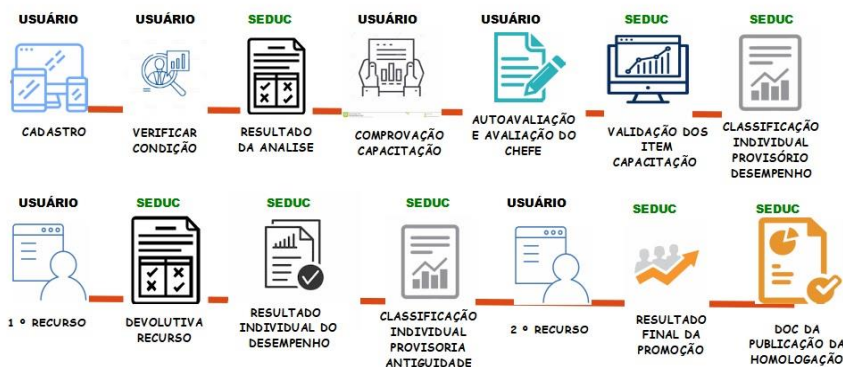 USUÁRIO USUÁRIO SEDUC USUÁRIO USUÁRIO SEDUC SEDUC
CADASTRO
VERIFICAR
CONDIÇÃO
RESULTADO
DA ANALISE
COMPROVAÇÃO
CAPACITAÇÃO
AUTOAVALIAÇÃO
E AVALIAÇÃO DO
CHEFE
VALIDAÇÃO DOS
ITEM
CAPACITAÇÃO
CLASSIFICAÇÃO
INDIVIDUAL
PROVISÓRIO
DESEMPENHO
USUÁRIO SEDUC SEDUC SEDUC USUÁRIO SEDUC SEDUC
1 º RECURSO
DEVOLUTIVA
RECURSO
RESULTADO
INDIVIDUAL DO
DESEMPENHO
CLASSIFICAÇÃO
INDIVIDUAL
PROVISORIA
ANTIGUIDADE
2 º RECURSO
RESULTADO
FINAL DA
PROMOÇÃO
DOC DA
PUBLICAÇÃO DA
HOMOLOGAÇÃO